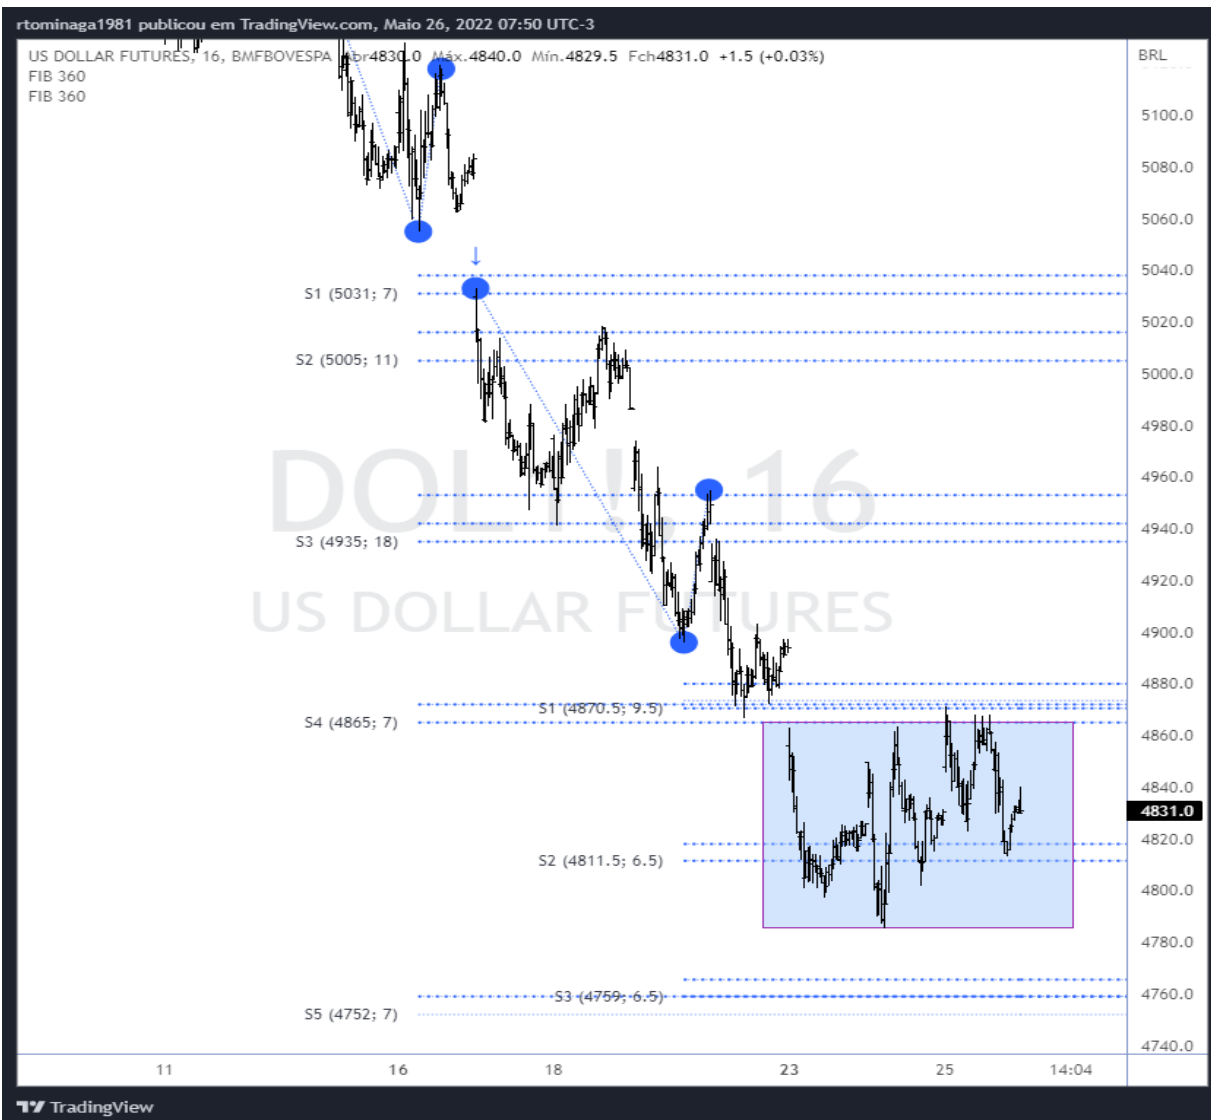 rtominaga1981 publicou em TradingView.com, Maio 26, 2022 07:50 UTC-3
US DOLLAR FUTURES, 16, BMFBOVESPA Abr4830.0 Máx.4840.0 Mín.4829.5 Fch4831.0 +1.5 (+0.03%)
BRL
FIB 360
FIB 360
5100.0
5080.0
5060.0
5040.0
S1 (5031; 7)
5020.0
S2 (5005; 11)
5000.0
4980.0
4960.0
DOL1!, 16
4940.0
S3 (4935; 18)
4920.0
US DOLLAR FUTURES
4900.0
4880.0
S1 (4870.5; 9.5)
S4 (4865; 7)
4860.0
4840.0
4831.0
4820.0
S2 (4811.5; 6.5)
4800.0
4780.0
4760.0
S3 (4759; 6.5)
S5 (4752; 7)
4740.0
11 16 18 23 25 14:04
TradingView